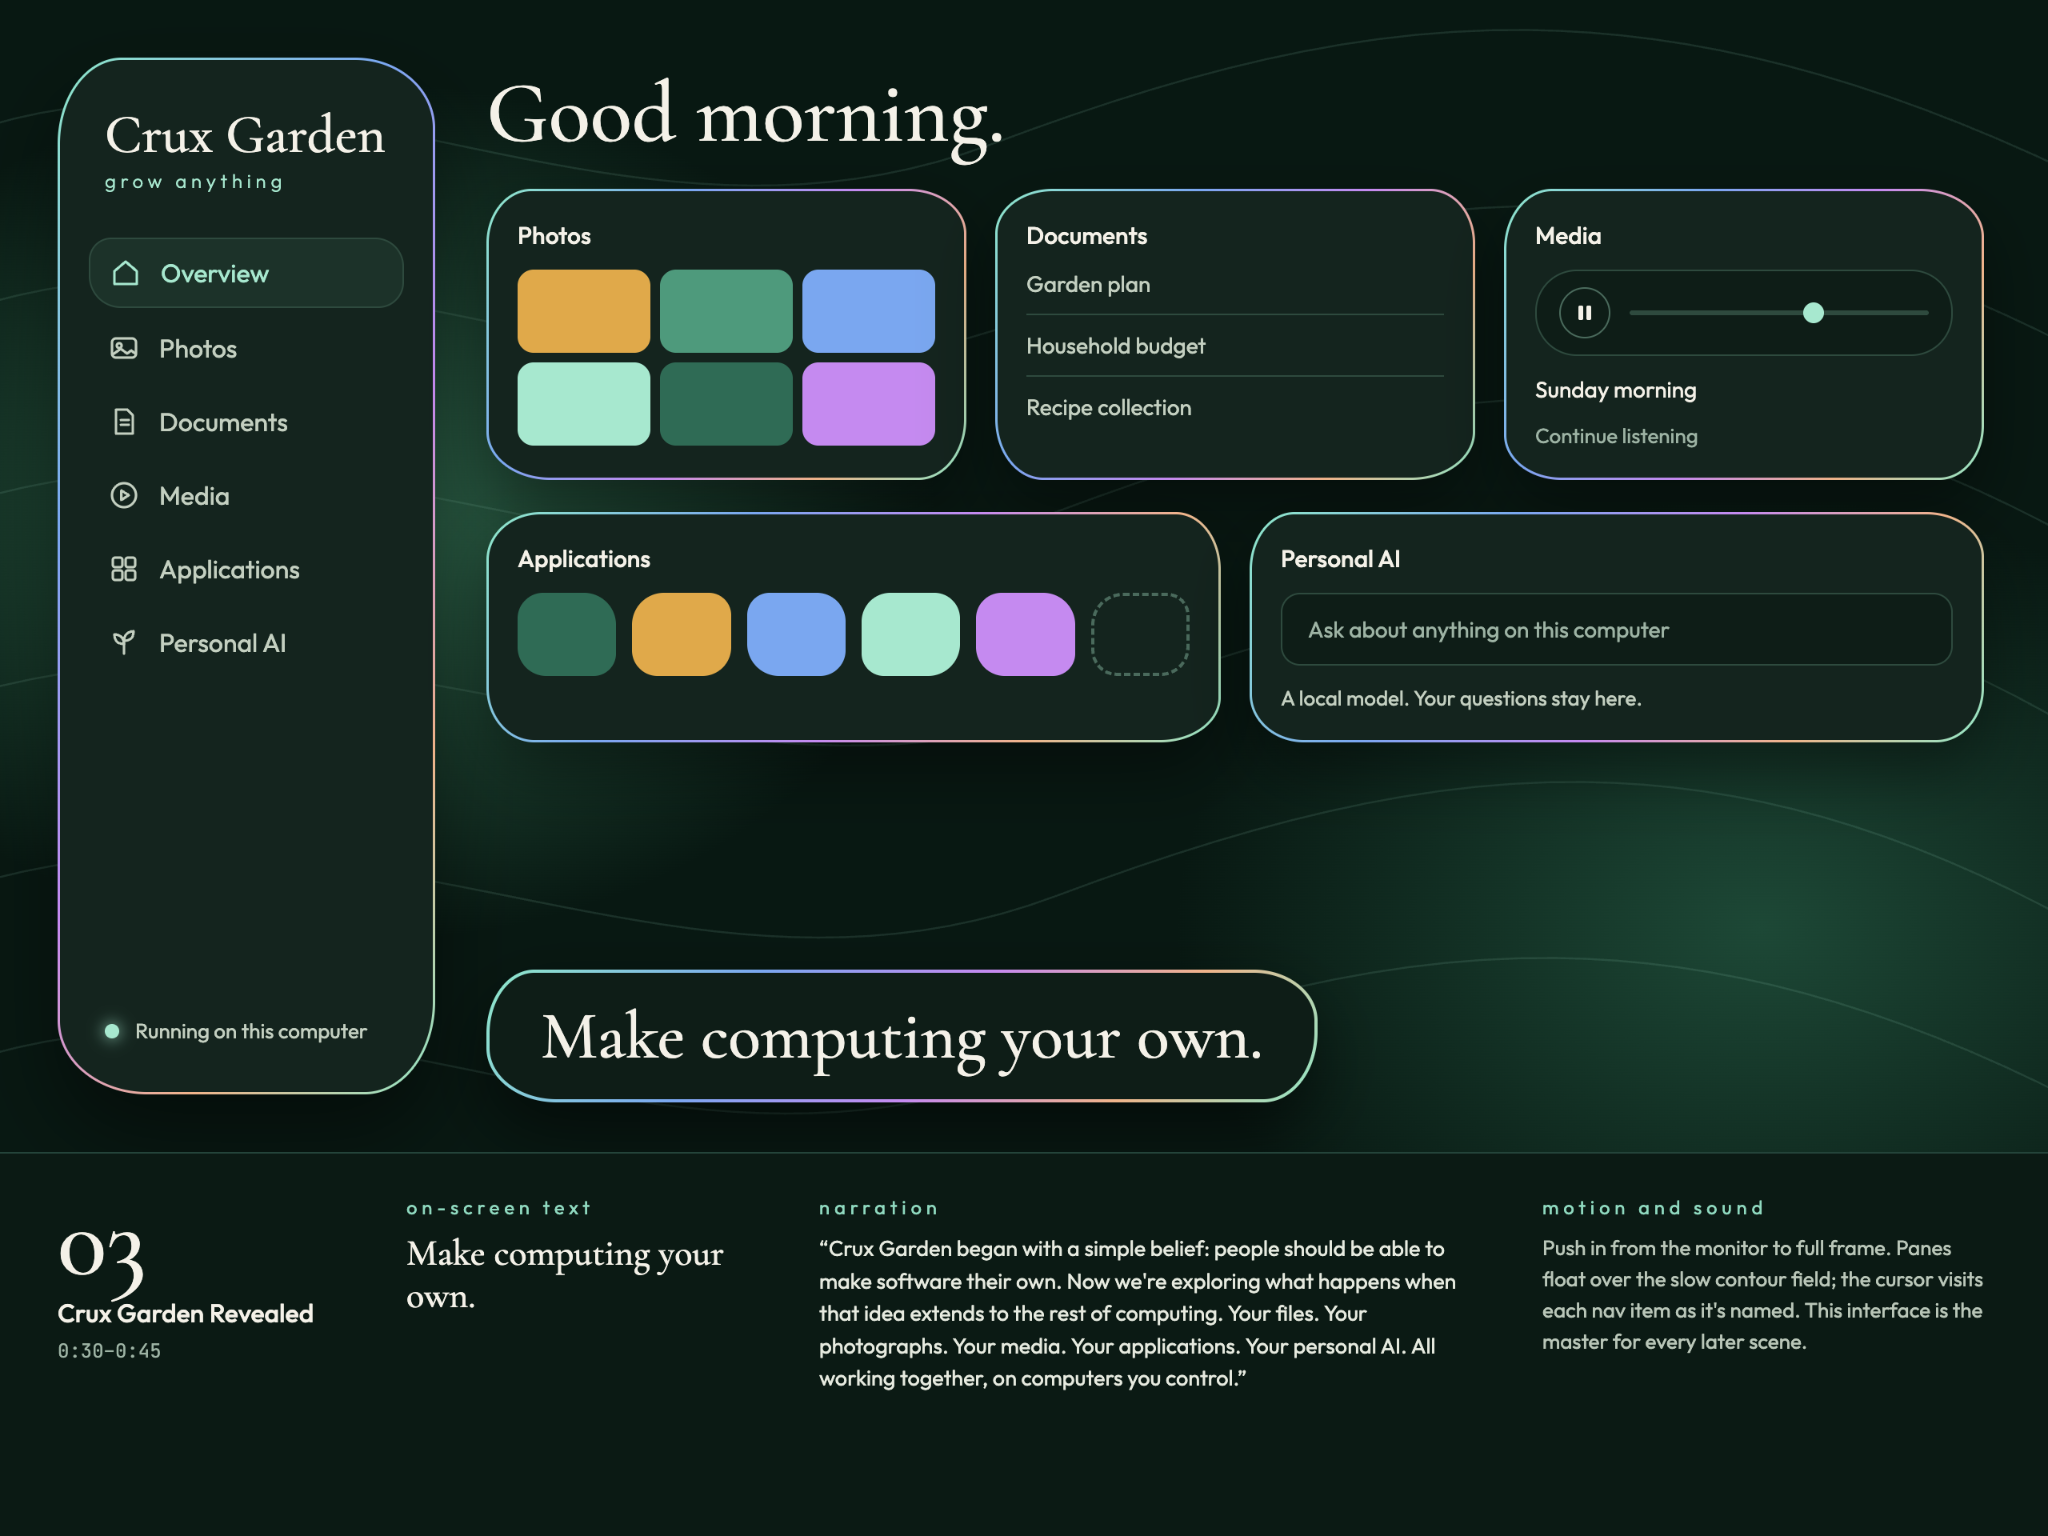 Crux Garden
grow anything
Overview
Photos
Documents
Media
Applications
Personal AI
Running on this computer
Good morning.
Photos
Documents
Garden plan
Household budget
Recipe collection
Media
Sunday morning
Continue listening
Applications
Personal AI
Ask about anything on this computer
A local model. Your questions stay here.
Make computing your own.
03
Crux Garden Revealed
0:30–0:45
on-screen text
Make computing your
own.
narration
“Crux Garden began with a simple belief: people should be able to
make software their own. Now we're exploring what happens when
that idea extends to the rest of computing. Your files. Your
photographs. Your media. Your applications. Your personal AI. All
working together, on computers you control.”
motion and sound
Push in from the monitor to full frame. Panes
float over the slow contour field; the cursor visits
each nav item as it's named. This interface is the
master for every later scene.